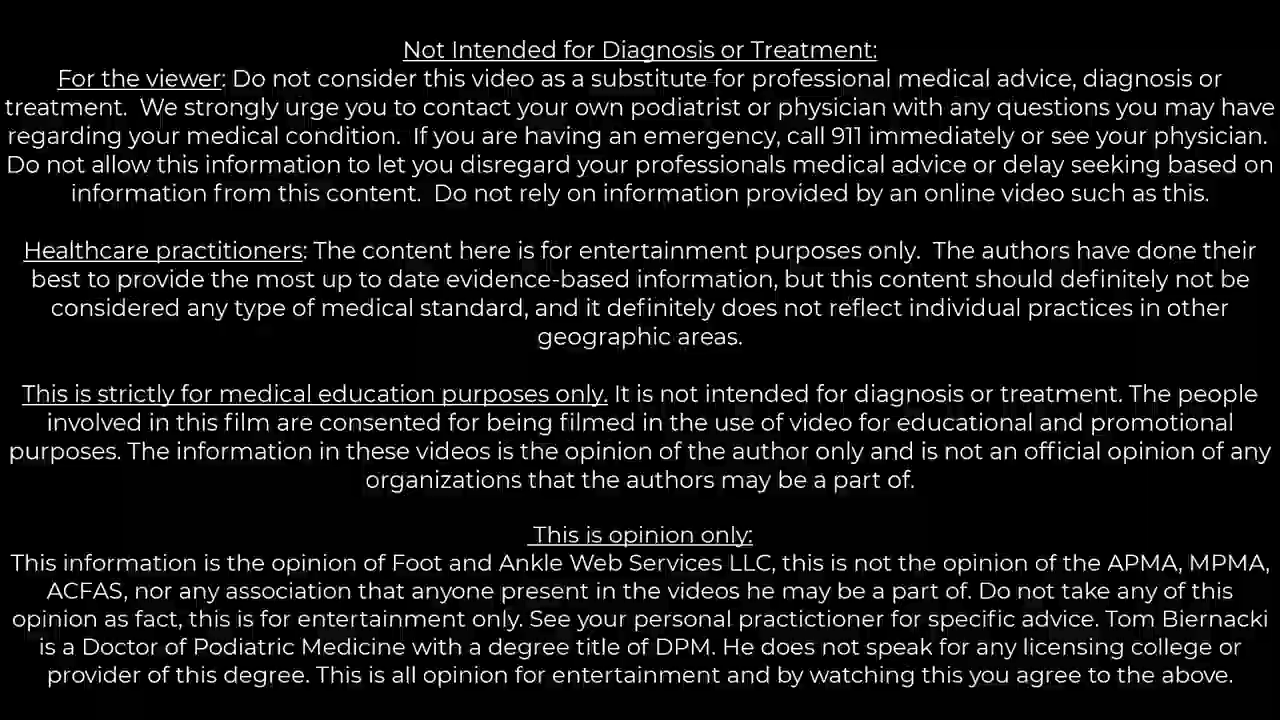 Not Intended for Diagnosis or Treatment:
For the viewer: Do not consider this video as a substitute for professional medical advice, diagnosis or
treatment.  We strongly urge you to contact your own podiatrist or physician with any questions you may have
regarding your medical condition.  If you are having an emergency, call 911 immediately or see your physician.
Do not allow this information to let you disregard your professionals medical advice or delay seeking based on
information from this content.  Do not rely on information provided by an online video such as this.
Healthcare practitioners: The content here is for entertainment purposes only.  The authors have done their
best to provide the most up to date evidence-based information, but this content should definitely not be
considered any type of medical standard, and it definitely does not reflect individual practices in other
geographic areas.
This is strictly for medical education purposes only. It is not intended for diagnosis or treatment. The people
involved in this film are consented for being filmed in the use of video for educational and promotional
purposes. The information in these videos is the opinion of the author only and is not an official opinion of any
organizations that the authors may be a part of.
This is opinion only:
This information is the opinion of Foot and Ankle Web Services LLC, this is not the opinion of the APMA, MPMA,
ACFAS, nor any association that anyone present in the videos he may be a part of. Do not take any of this
opinion as fact, this is for entertainment only. See your personal practictioner for specific advice. Tom Biernacki
is a Doctor of Podiatric Medicine with a degree title of DPM. He does not speak for any licensing college or
provider of this degree. This is all opinion for entertainment and by watching this you agree to the above.